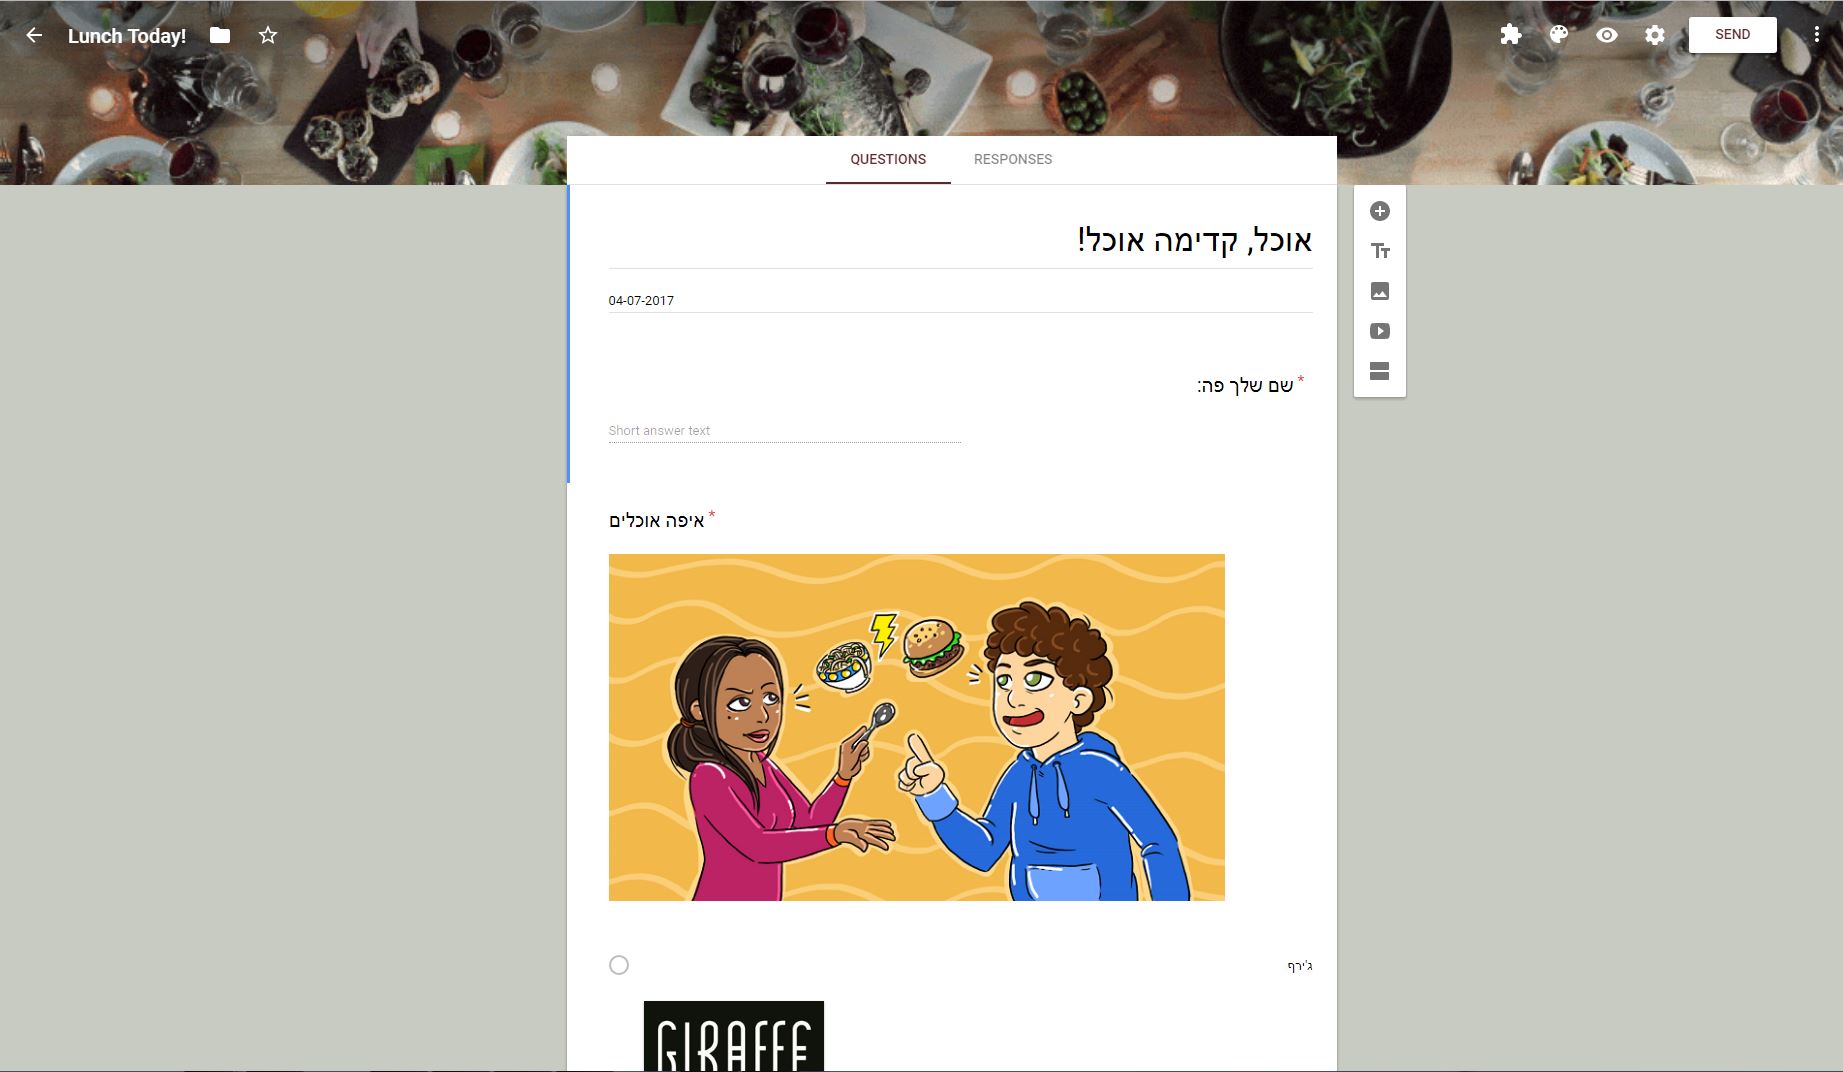 Lunch Today!
SEND
QUESTIONS
RESPONSES
אוכל, קדימה אוכל!
04-07-2017
שם שלך פה: *
Short answer text
איפה אוכלים *
ג'ירף
GIRAFFE